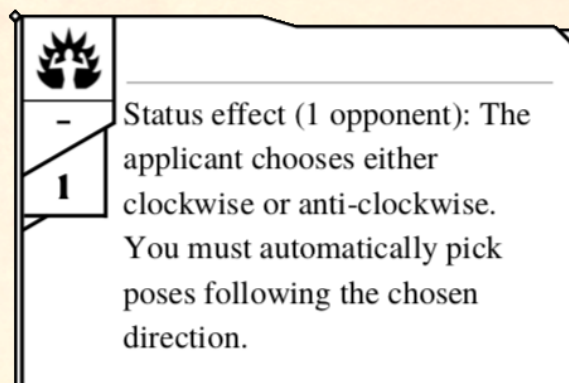 -
1
Status effect (1 opponent): The
applicant chooses either
clockwise or anti-clockwise.
You must automatically pick
poses following the chosen
direction.